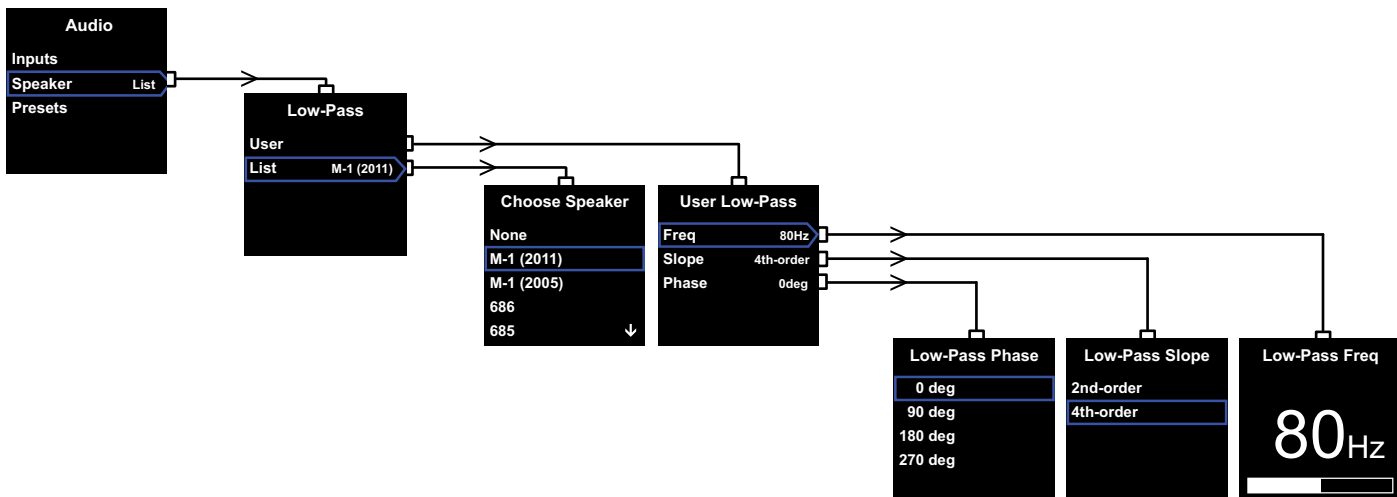 Audio
Inputs
Speaker List
Presets
Low-Pass
User
List M-1 (2011)
Choose Speaker
None
M-1 (2011)
M-1 (2005)
686
685
User Low-Pass
Freq 80Hz
Slope 4th-order
Phase 0deg
Low-Pass Phase
0 deg
90 deg
180 deg
270 deg
Low-Pass Slope
2nd-order
4th-order
Low-Pass Freq
80Hz